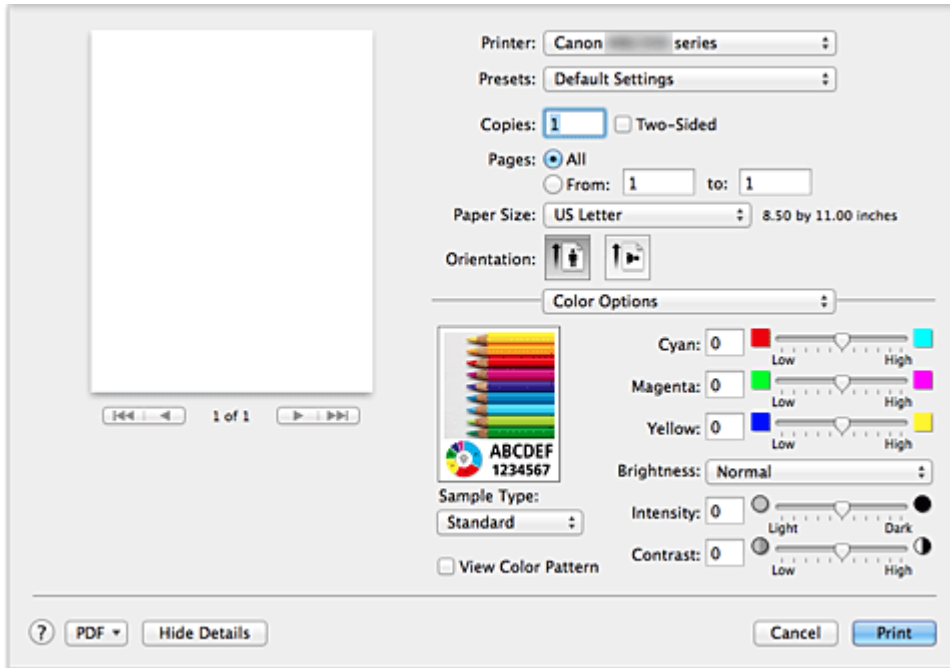 Printer: Canon series
Presets: Default Settings
Copies: 1 Two-Sided
Pages: All
From: 1 to: 1
Paper Size: US Letter 8.50 by 11.00 inches
Orientation:
Color Options
Cyan: 0
Low High
Magenta: 0
Low High
Yellow: 0
Low High
Brightness: Normal
Intensity: 0
Light Dark
Contrast: 0
Low High
ABCDEF
1234567
Sample Type:
Standard
View Color Pattern
1 of 1
? PDF Hide Details Cancel Print